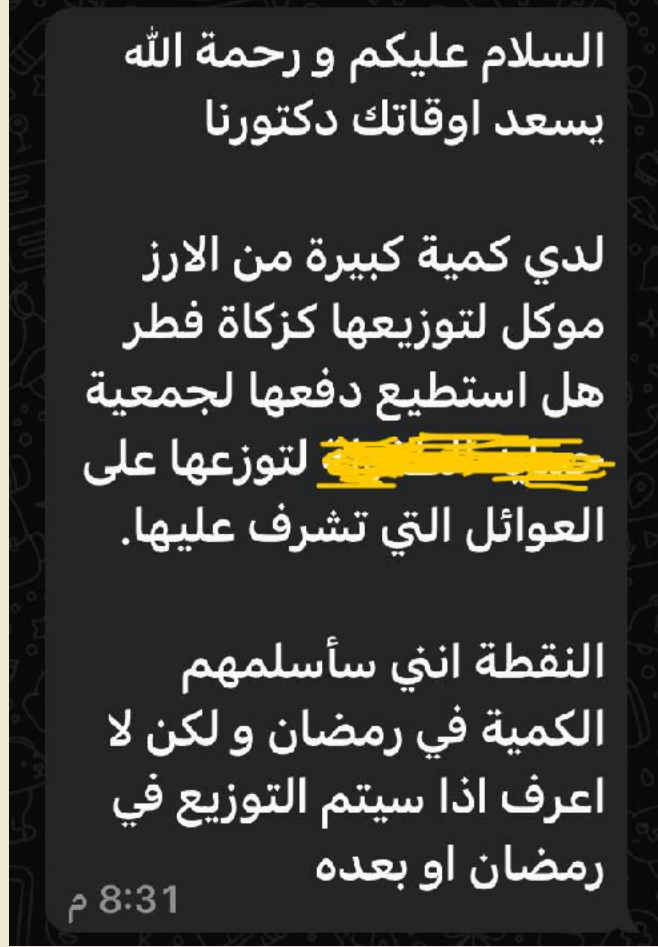 السلام عليكم و رحمة الله
يسعد اوقاتك دكتورنا
لدي كمية كبيرة من الارز
موكل لتوزيعها كزكاة فطر
هل استطيع دفعها لجمعية
لتوزعها على
العوائل التي تشرف عليها.
النقطة انني سأسلمهم
الكمية في رمضان و لكن لا
اعرف اذا سيتم التوزيع في
رمضان او بعده
8:31 م